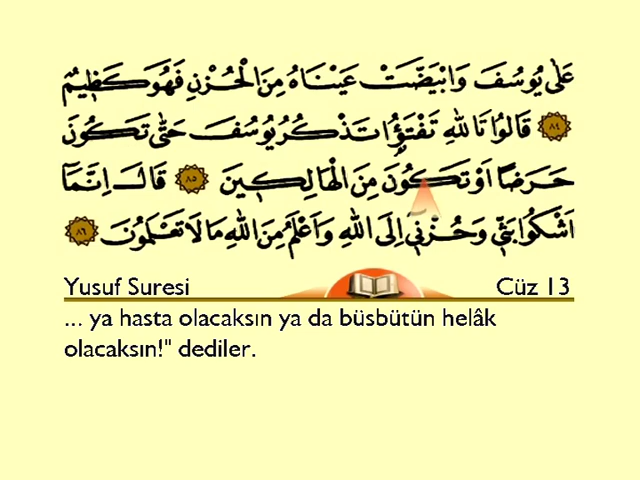 عَلٰى يُوسُفَ وَابْيَضَّتْ عَيْنَاهُ مِنَ الْحُزْنِ فَهُوَ كَظ۪يمٌ
﴿٨٤﴾ قَالُوا تَاللّٰهِ تَفْتَؤُ۬ا تَذْكُرُ يُوسُفَ حَتّٰى تَكُونَ
حَرَضًا اَوْ تَكُونَ مِنَ الْهَالِك۪ينَ ﴿٨٥﴾ قَالَ اِنَّمَٓا
اَشْكُوا بَثّ۪ي وَحُزْن۪ٓي اِلَى اللّٰهِ وَاَعْلَمُ مِنَ اللّٰهِ مَا لَا تَعْلَمُونَ ﴿٨٦﴾
Yusuf Suresi Cüz 13
... ya hasta olacaksın ya da büsbütün helâk
olacaksın!" dediler.